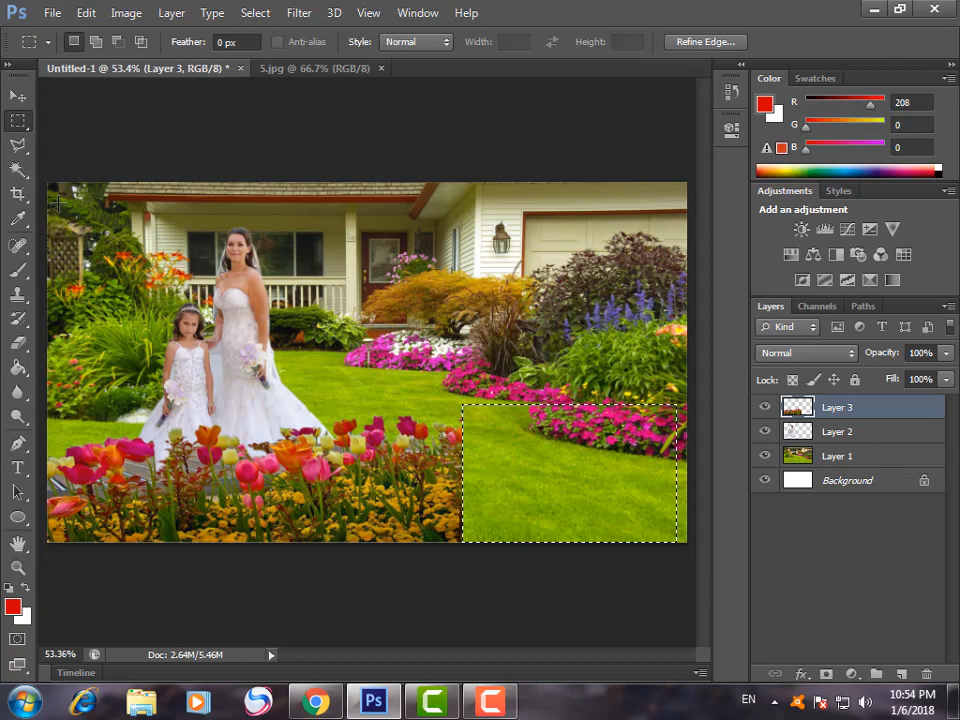 Ps File Edit Image Layer Type Select Filter 3D View Window Help
Feather: 0 px Anti-alias Style: Normal Width: Height: Refine Edge...
Untitled-1 @ 53.4% (Layer 3, RGB/8) * × 5.jpg @ 66.7% (RGB/8) ×
Color Swatches
R 208
G 0
B 0
Adjustments Styles
Add an adjustment
Layers Channels Paths
Kind
Normal Opacity: 100%
Lock: Fill: 100%
Layer 3
Layer 2
Layer 1
Background
53.36% Doc: 2.64M/5.46M
Timeline
Ps EN 10:54 PM
1/6/2018